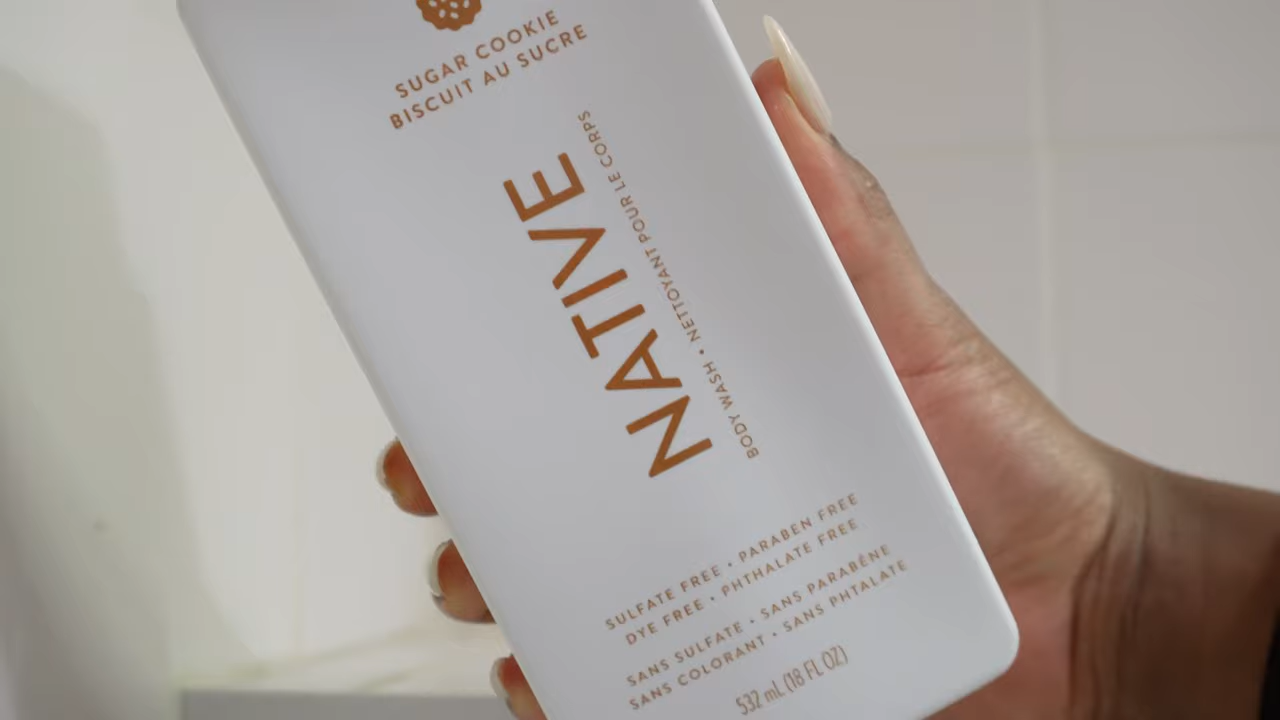 SUGAR COOKIE
BISCUIT AU SUCRE
NATIVE
BODY WASH • NETTOYANT POUR LE CORPS
SULFATE FREE • PARABEN FREE
DYE FREE • PHTHALATE FREE
SANS SULFATE • SANS PARABÈNE
SANS COLORANT • SANS PHTALATE
532 mL (18 FL OZ)